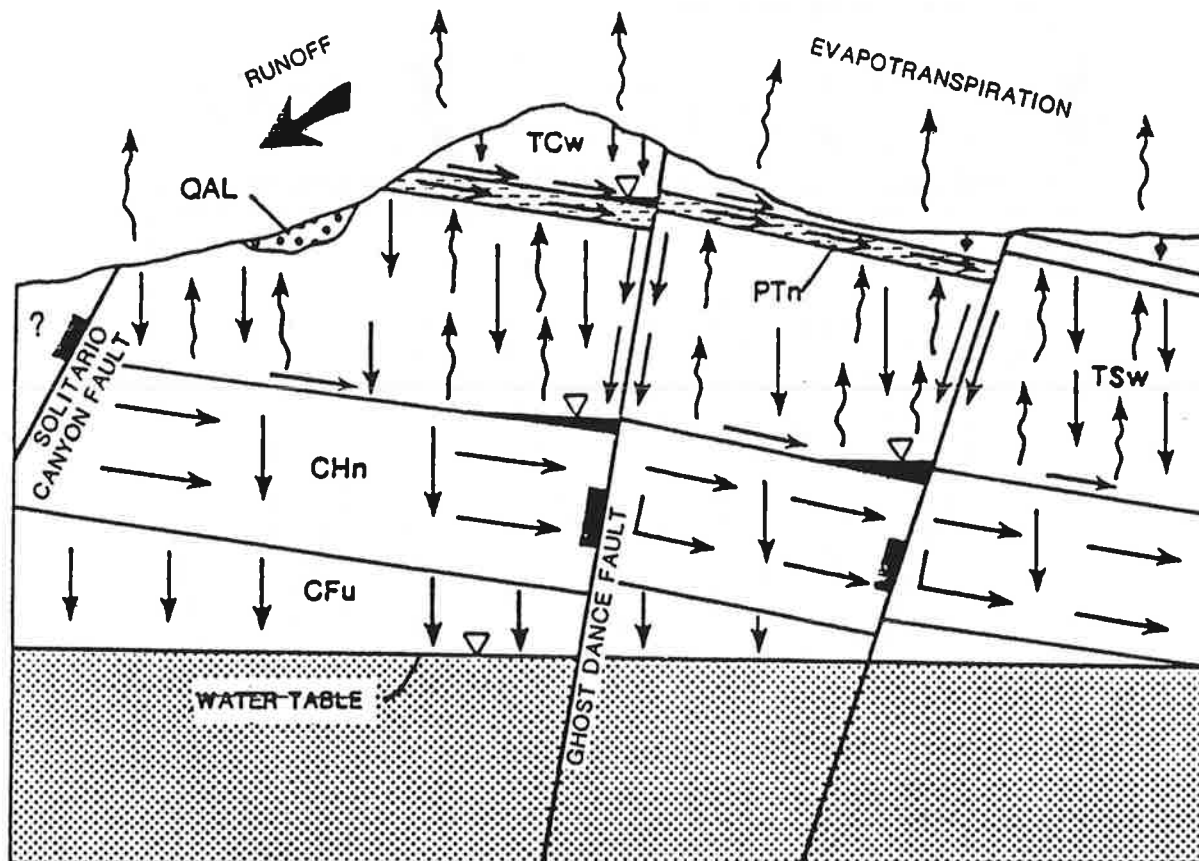 RUNOFF
EVAPOTRANSPIRATION
TCw
QAL
PTn
?
SOLITARIO
CANYON FAULT
TSw
CHn
CFu
GHOST DANCE FAULT
WATER TABLE